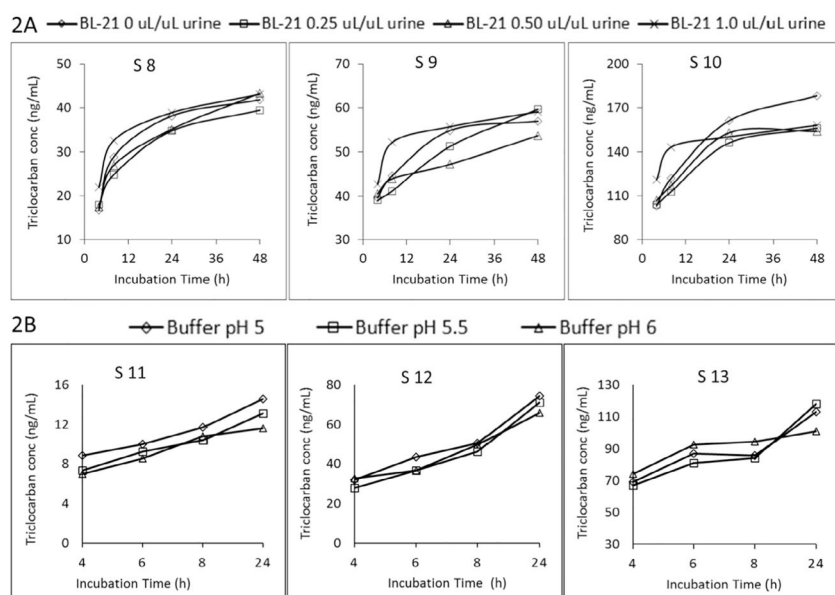 2A
BL-21 0 uL/uL urine BL-21 0.25 uL/uL urine BL-21 0.50 uL/uL urine BL-21 1.0 uL/uL urine
S 8
Triclocarban conc (ng/mL)
50
40
30
20
10
0 12 24 36 48
Incubation Time (h)
S 9
Triclocarban conc (ng/mL)
70
60
50
40
30
0 12 24 36 48
Incubation Time (h)
S 10
Triclocarban conc (ng/mL)
200
180
160
140
120
100
80
0 12 24 36 48
Incubation Time (h)
2B
Buffer pH 5 Buffer pH 5.5 Buffer pH 6
S 11
Triclocarban conc (ng/mL)
16
12
8
4
0
4 6 8 24
Incubation Time (h)
S 12
Triclocarban conc (ng/mL)
80
60
40
20
0
4 6 8 24
Incubation Time (h)
S 13
Triclocarban conc (ng/mL)
130
110
90
70
50
30
4 6 8 24
Incubation Time (h)